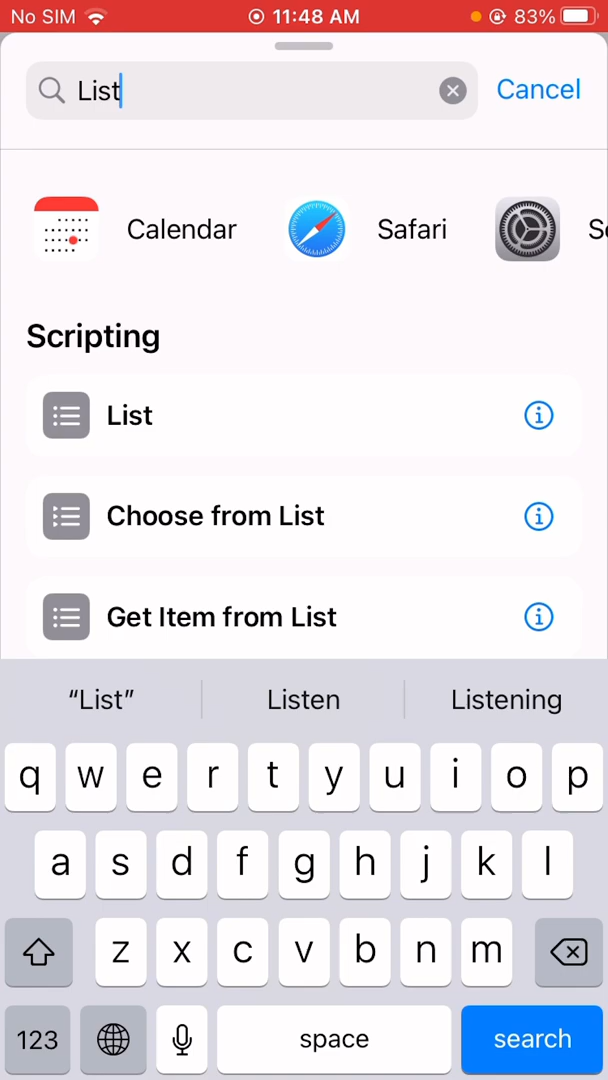 No SIM 11:48 AM 83%
List Cancel
Calendar Safari S
Scripting
List
Choose from List
Get Item from List
“List” Listen Listening
q w e r t y u i o p
a s d f g h j k l
z x c v b n m
123 space search